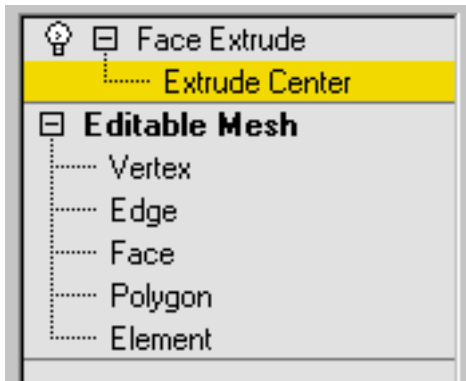 Face Extrude
Extrude Center
Editable Mesh
Vertex
Edge
Face
Polygon
Element